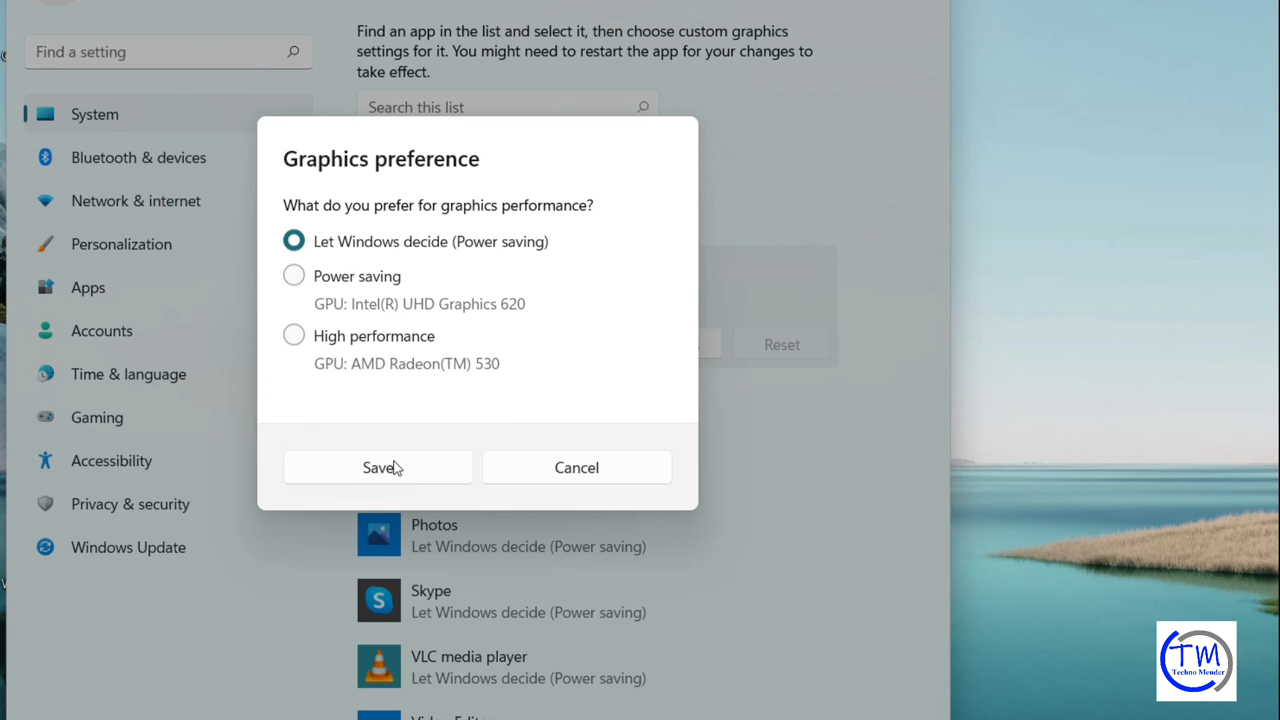 Find an app in the list and select it, then choose custom graphics
settings for it. You might need to restart the app for your changes to
take effect.
Find a setting
Search this list
System
Bluetooth & devices
Network & internet
Personalization
Apps
Accounts
Time & language
Gaming
Accessibility
Privacy & security
Windows Update
Graphics preference
What do you prefer for graphics performance?
Let Windows decide (Power saving)
Power saving
GPU: Intel(R) UHD Graphics 620
High performance
GPU: AMD Radeon(TM) 530
Save
Cancel
Reset
Photos
Let Windows decide (Power saving)
Skype
Let Windows decide (Power saving)
VLC media player
Let Windows decide (Power saving)
Video Editor
TM
Techno Mender